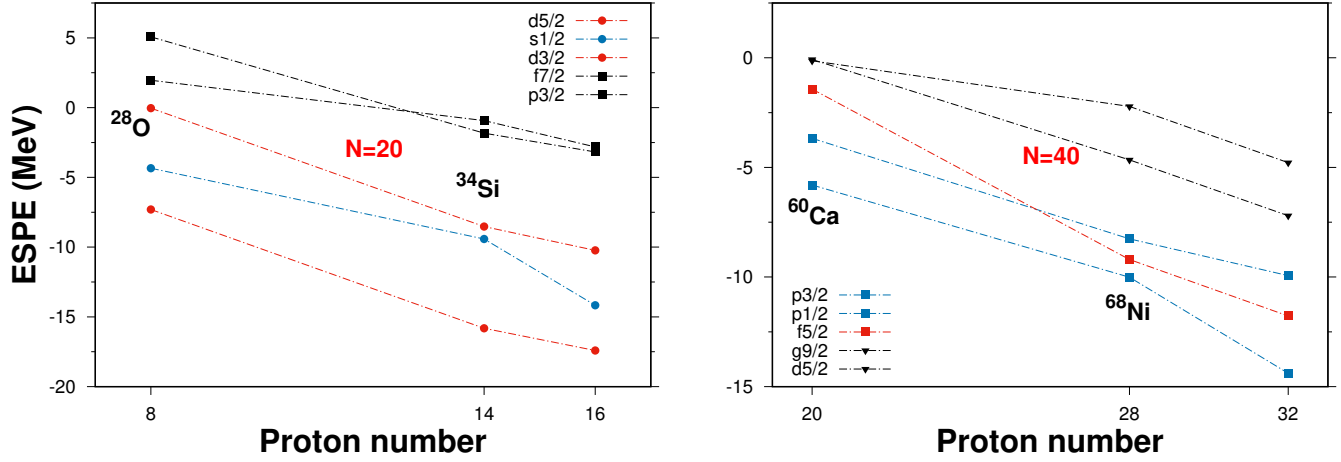 ESPE (MeV)
5
0
-5
-10
-15
-20
d5/2
s1/2
d3/2
f7/2
p3/2
²⁸O
N=20
³⁴Si
8
14
16
Proton number
0
-5
-10
-15
N=40
⁶⁰Ca
⁶⁸Ni
p3/2
p1/2
f5/2
g9/2
d5/2
20
28
32
Proton number